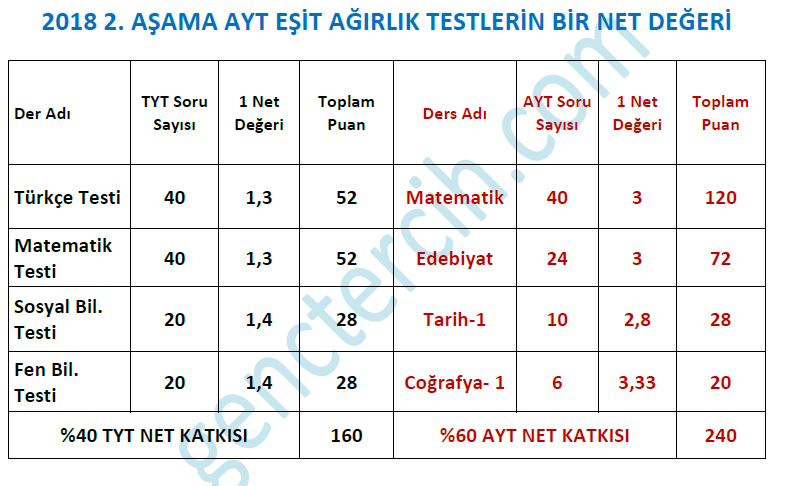 2018 2. AŞAMA AYT EŞİT AĞIRLIK TESTLERİN BİR NET DEĞERİ
Der Adı TYT Soru Sayısı 1 Net Değeri Toplam Puan Ders Adı AYT Soru Sayısı 1 Net Değeri Toplam Puan
Türkçe Testi 40 1,3 52 Matematik 40 3 120
Matematik Testi 40 1,3 52 Edebiyat 24 3 72
Sosyal Bil. Testi 20 1,4 28 Tarih-1 10 2,8 28
Fen Bil. Testi 20 1,4 28 Coğrafya- 1 6 3,33 20
%40 TYT NET KATKISI 160 %60 AYT NET KATKISI 240
genctercih.com